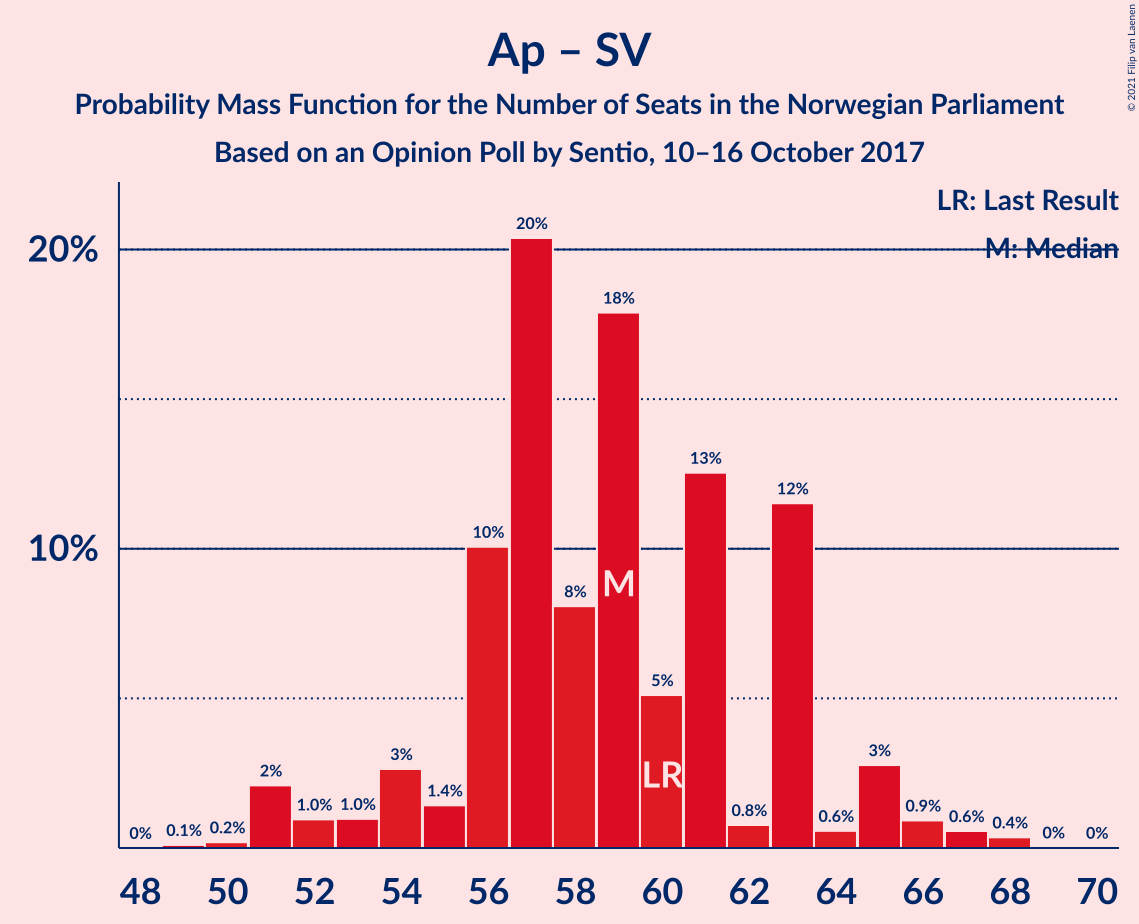 Ap – SV
Probability Mass Function for the Number of Seats in the Norwegian Parliament
Based on an Opinion Poll by Sentio, 10–16 October 2017
© 2021 Filip van Laenen
LR: Last Result
M: Median
20%
10%
0%
0.1%
0.2%
2%
1.0%
1.0%
3%
1.4%
10%
20%
8%
18%
5%
13%
0.8%
12%
0.6%
3%
0.9%
0.6%
0.4%
0%
0%
M
LR
48 50 52 54 56 58 60 62 64 66 68 70